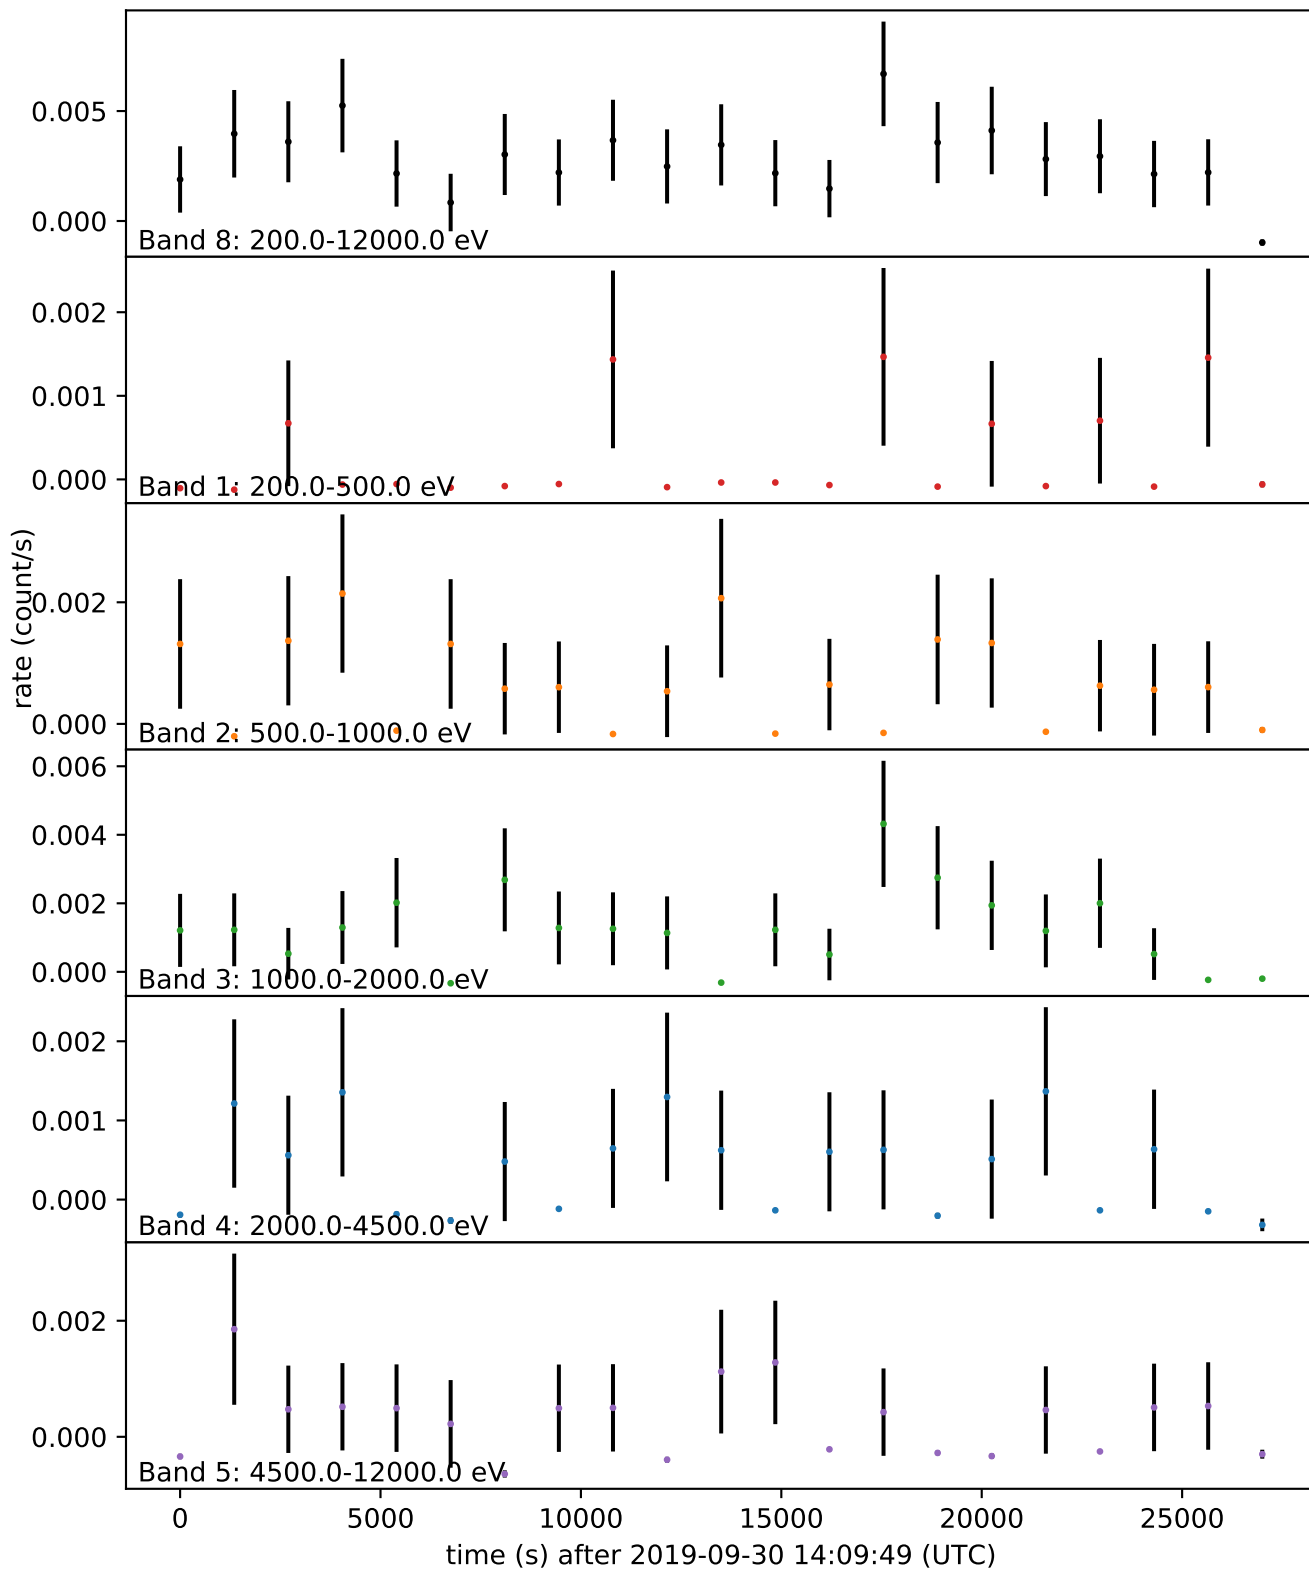 0.005
0.000
Band 8: 200.0-12000.0 eV
0.002
0.001
0.000
Band 1: 200.0-500.0 eV
rate (count/s)
0.002
0.000
Band 2: 500.0-1000.0 eV
0.006
0.004
0.002
0.000
Band 3: 1000.0-2000.0 eV
0.002
0.001
0.000
Band 4: 2000.0-4500.0 eV
0.002
0.000
Band 5: 4500.0-12000.0 eV
0 5000 10000 15000 20000 25000
time (s) after 2019-09-30 14:09:49 (UTC)